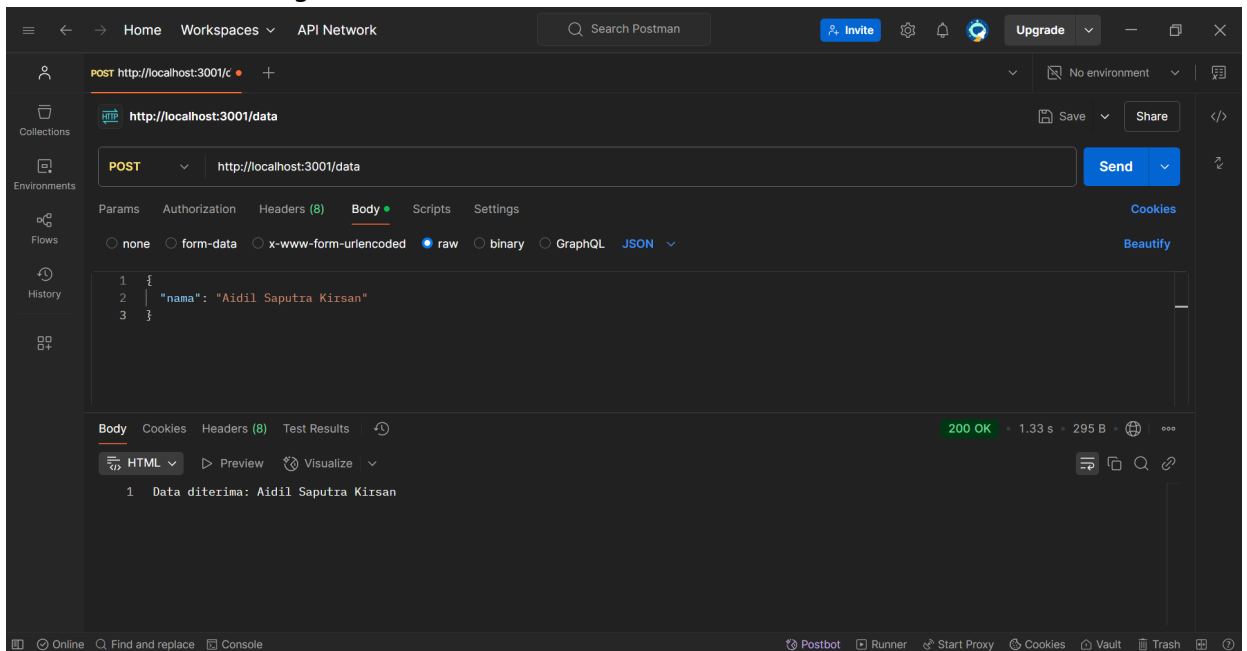 Home Workspaces API Network Search Postman Invite Upgrade
POST http://localhost:3001/c No environment
HTTP http://localhost:3001/data Save Share
Collections
POST http://localhost:3001/data Send
Environments
Params Authorization Headers (8) Body Scripts Settings Cookies
Flows
none form-data x-www-form-urlencoded raw binary GraphQL JSON Beautify
History
1 {
2 "nama": "Aidil Saputra Kirsan"
3 }
Body Cookies Headers (8) Test Results 200 OK 1.33 s 295 B
HTML Preview Visualize
1 Data diterima: Aidil Saputra Kirsan
Online Find and replace Console Postbot Runner Start Proxy Cookies Vault Trash